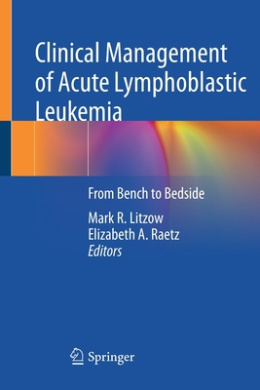 Clinical Management
of Acute Lymphoblastic
Leukemia
From Bench to Bedside
Mark R. Litzow
Elizabeth A. Raetz
Editors
Springer